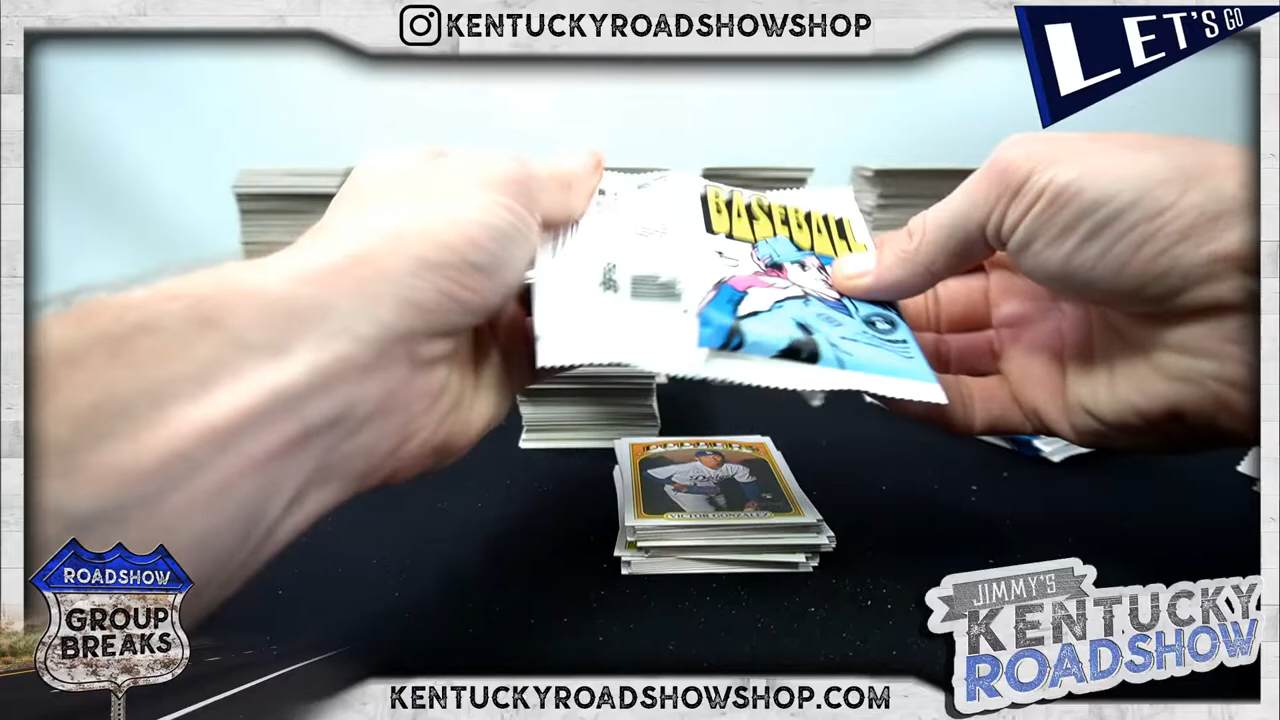 KENTUCKYROADSHOWSHOP
LET'S GO
BASEBALL
VICTOR GONZALEZ
ROADSHOW
GROUP
BREAKS
JIMMY'S
KENTUCKY
ROADSHOW
KENTUCKYROADSHOWSHOP.COM